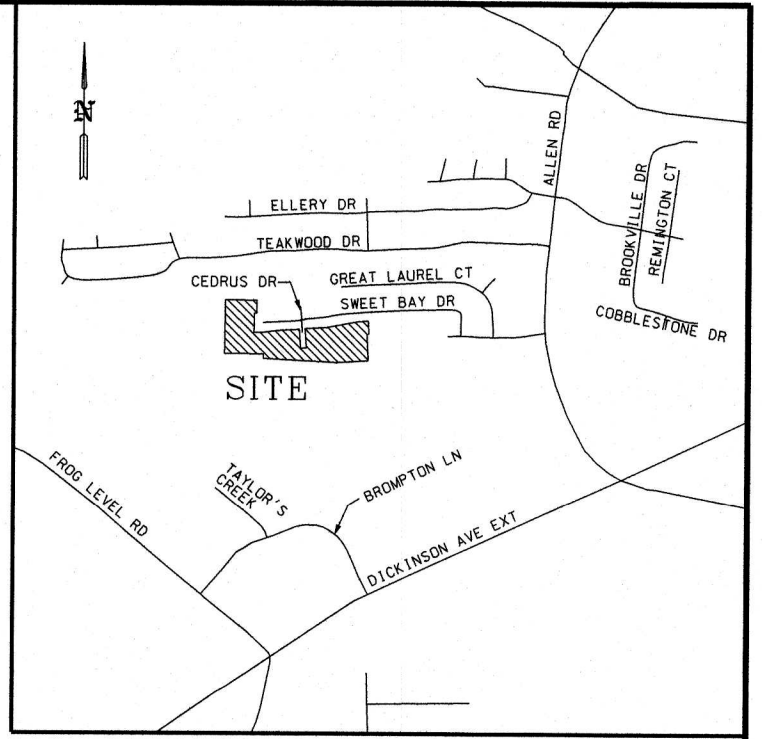 N
ALLEN RD
ELLERY DR
BROOKVILLE DR
REMINGTON CT
TEAKWOOD DR
CEDRUS DR
GREAT LAUREL CT
SWEET BAY DR
COBBLESTONE DR
SITE
FROG LEVEL RD
TAYLOR'S
CREEK
BROMPTON LN
DICKINSON AVE EXT